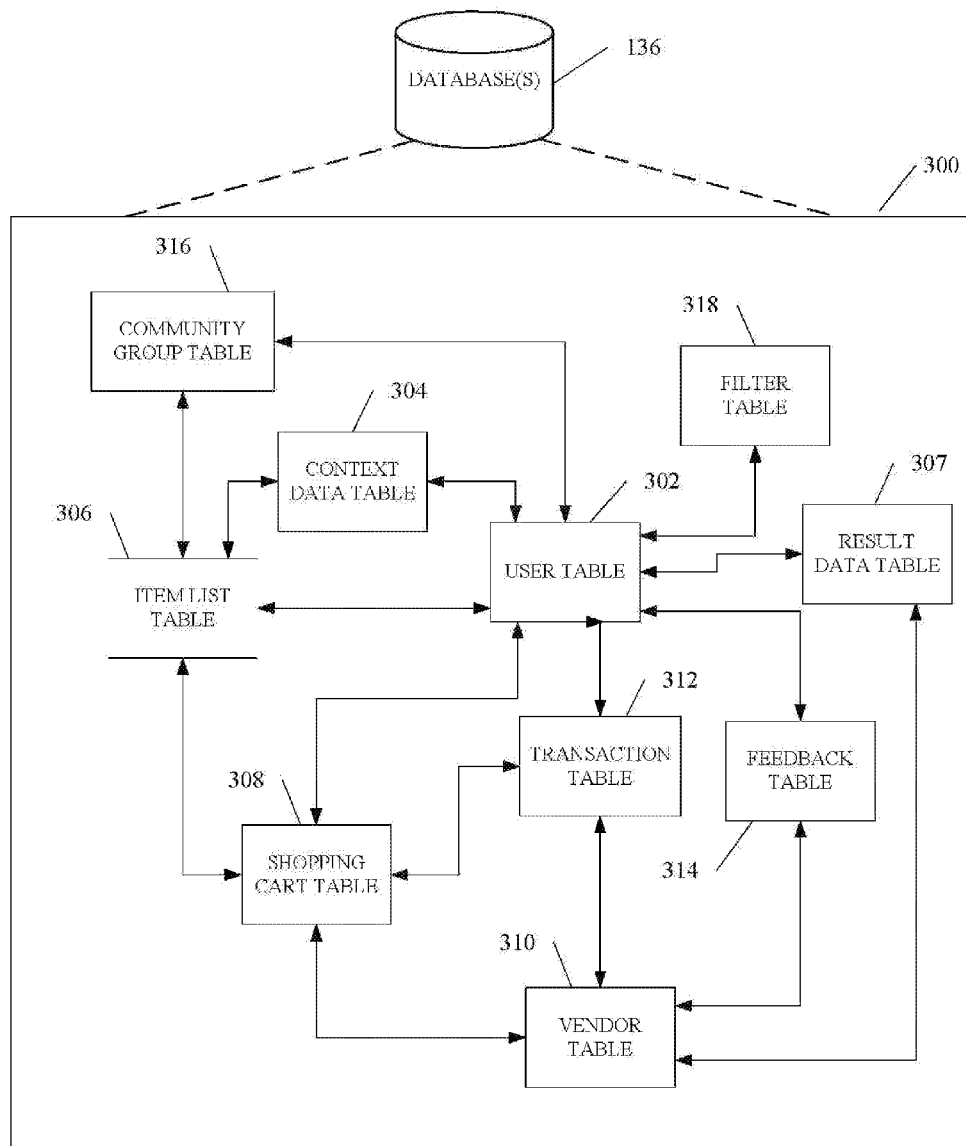 DATABASE(S)
136
300
316
COMMUNITY
GROUP TABLE
318
FILTER
TABLE
304
CONTEXT
DATA TABLE
302
USER TABLE
307
RESULT
DATA TABLE
306
ITEM LIST
TABLE
312
TRANSACTION
TABLE
FEEDBACK
TABLE
314
308
SHOPPING
CART TABLE
310
VENDOR
TABLE